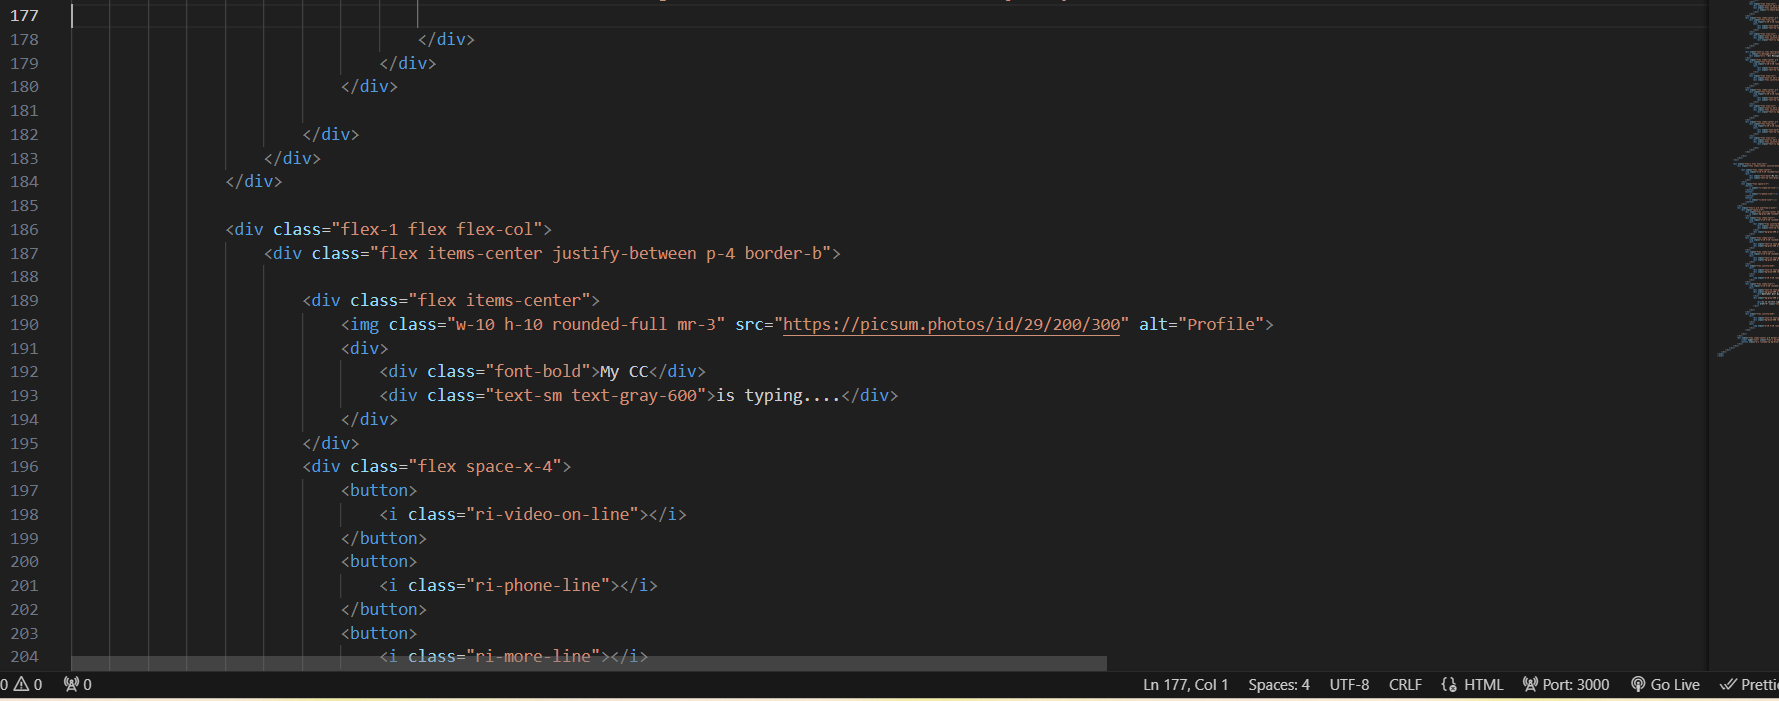 177
178 </div>
179 </div>
180 </div>
181
182 </div>
183 </div>
184 </div>
185
186 <div class="flex-1 flex flex-col">
187 <div class="flex items-center justify-between p-4 border-b">
188
189 <div class="flex items-center">
190 <img class="w-10 h-10 rounded-full mr-3" src="https://picsum.photos/id/29/200/300" alt="Profile">
191 <div>
192 <div class="font-bold">My CC</div>
193 <div class="text-sm text-gray-600">is typing....</div>
194 </div>
195 </div>
196 <div class="flex space-x-4">
197 <button>
198 <i class="ri-video-on-line"></i>
199 </button>
200 <button>
201 <i class="ri-phone-line"></i>
202 </button>
203 <button>
204 <i class="ri-more-line"></i>
0 0 0 Ln 177, Col 1 Spaces: 4 UTF-8 CRLF HTML Port: 3000 Go Live Prettie